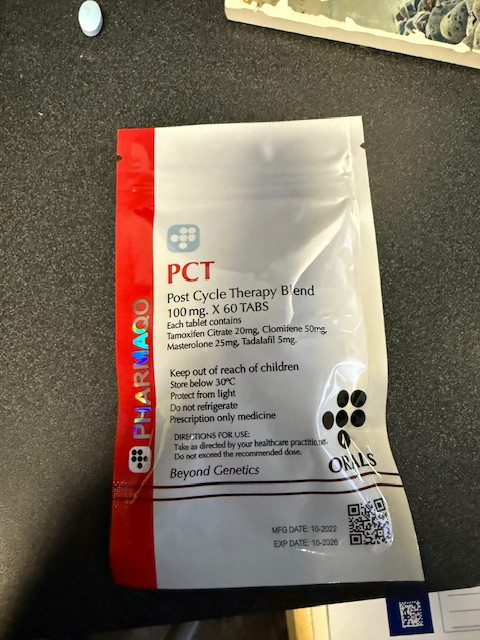 PHARMAQO
PCT
Post Cycle Therapy Blend
100 mg. X 60 TABS
Each tablet contains
Tamoxifen Citrate 20mg, Clomifene 50mg,
Masterolone 25mg, Tadalafil 5mg.
Keep out of reach of children
Store below 30ºC
Protect from light
Do not refrigerate
Prescription only medicine
DIRECTIONS FOR USE:
Take as directed by your healthcare practitioner.
Do not exceed the recommended dose.
Beyond Genetics
ORALS
MFG DATE: 10-2022
EXP DATE: 10-2026